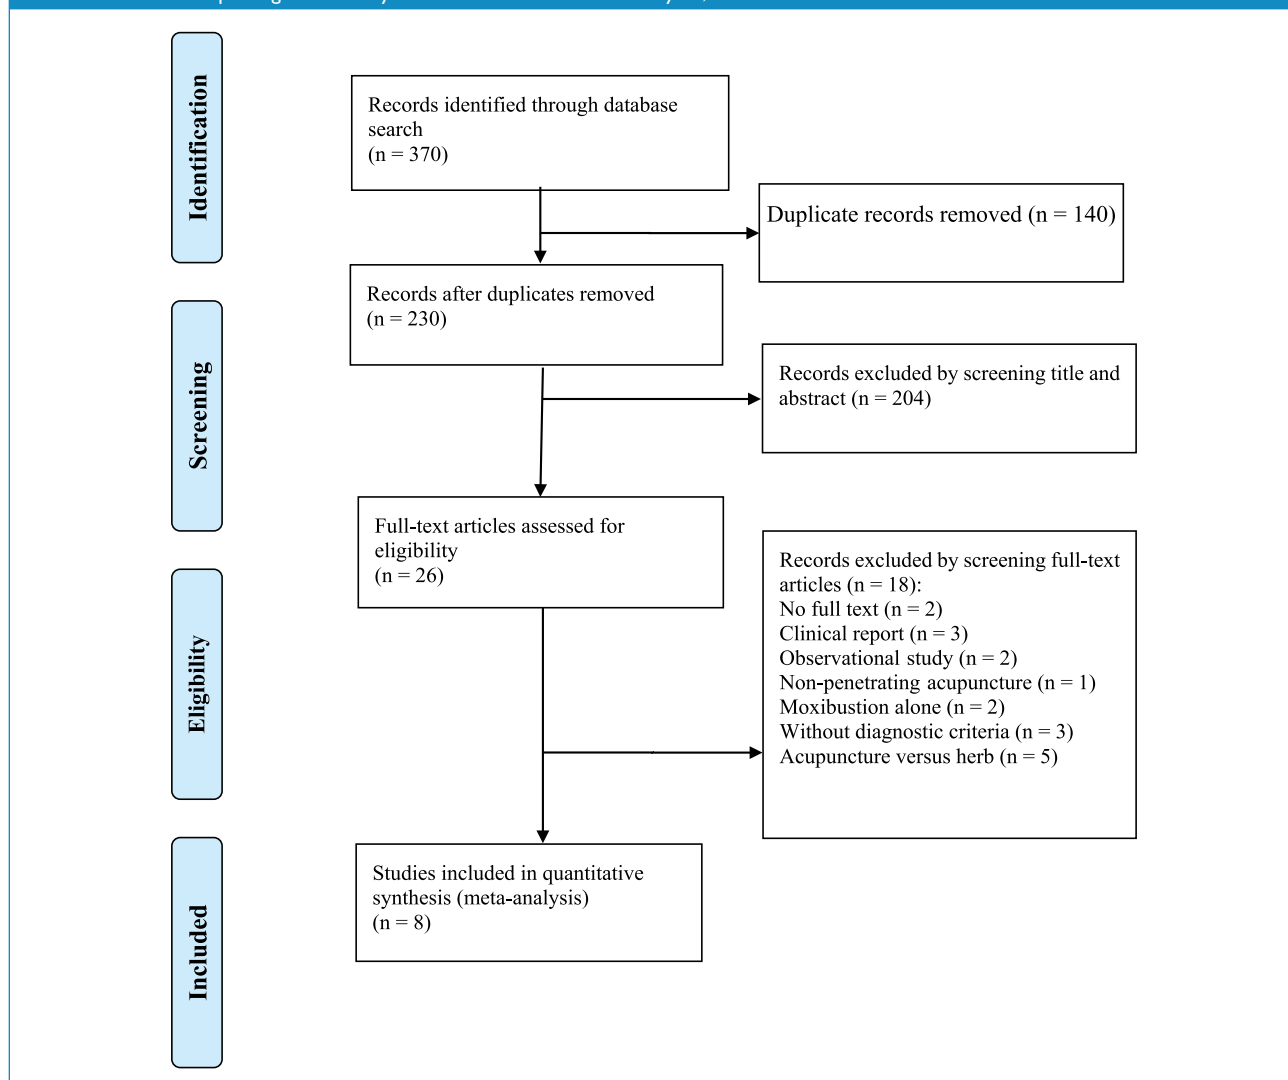 Identification
Records identified through database
search
(n = 370)
Duplicate records removed (n = 140)
Records after duplicates removed
(n = 230)
Screening
Records excluded by screening title and
abstract (n = 204)
Full-text articles assessed for
eligibility
(n = 26)
Eligibility
Records excluded by screening full-text
articles (n = 18):
No full text (n = 2)
Clinical report (n = 3)
Observational study (n = 2)
Non-penetrating acupuncture (n = 1)
Moxibustion alone (n = 2)
Without diagnostic criteria (n = 3)
Acupuncture versus herb (n = 5)
Included
Studies included in quantitative
synthesis (meta-analysis)
(n = 8)